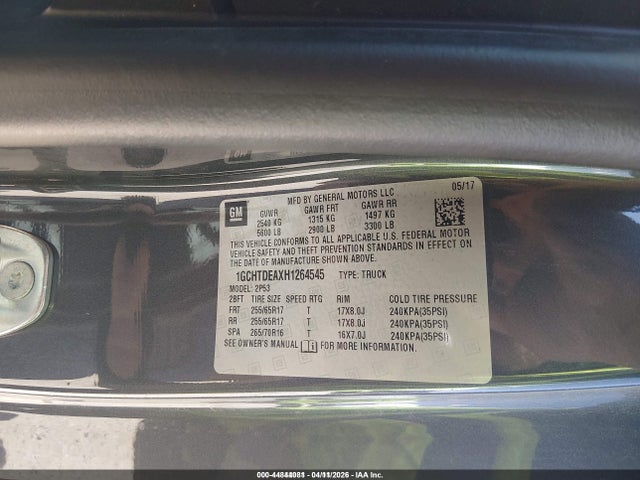 GM
MFD BY GENERAL MOTORS LLC
05/17
GVWR GAWR FRT GAWR RR
2540 KG 1315 KG 1497 KG
5600 LB 2900 LB 3300 LB
THIS VEHICLE CONFORMS TO ALL APPLICABLE U.S. FEDERAL MOTOR
VEHICLE SAFETY AND THEFT PREVENTION STANDARDS IN EFFECT ON
THE DATE OF MANUFACTURE SHOWN ABOVE.
1GCHTDEAXH1264545 TYPE: TRUCK
MODEL: 2P53
2BFT TIRE SIZE SPEED RTG RIM COLD TIRE PRESSURE
FRT 255/65R17 T 17X8.0J 240KPA(35PSI)
RR 255/65R17 T 17X8.0J 240KPA(35PSI)
SPA 265/70R16 T 16X7.0J 240KPA(35PSI)
SEE OWNER'S MANUAL FOR MORE INFORMATION.
04/11/2026 - IAA Inc.